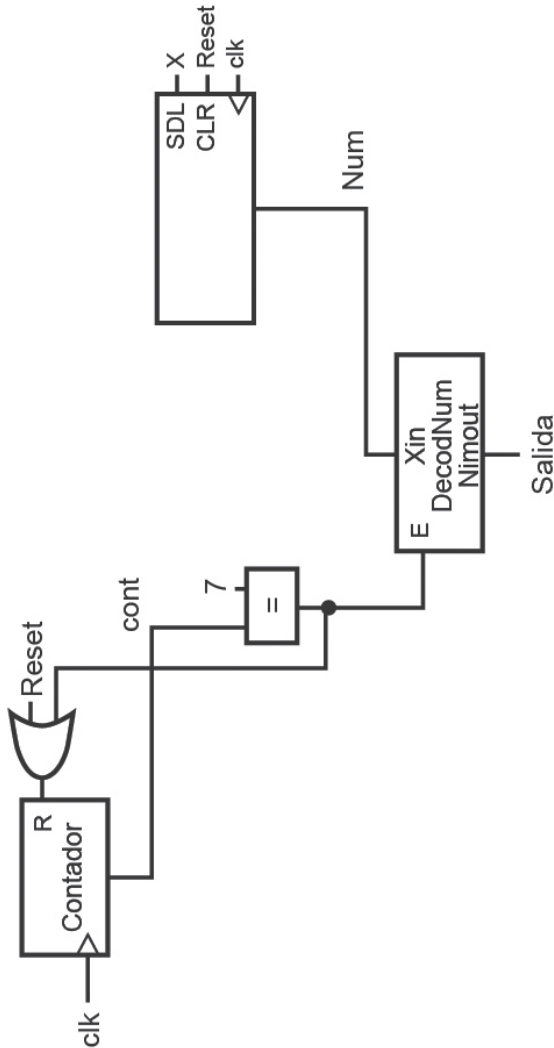 clk
Contador
R
Reset
cont
7
=
E
Xin
DecodNum
Nimout
Salida
Num
SDL
CLR
X
Reset
clk